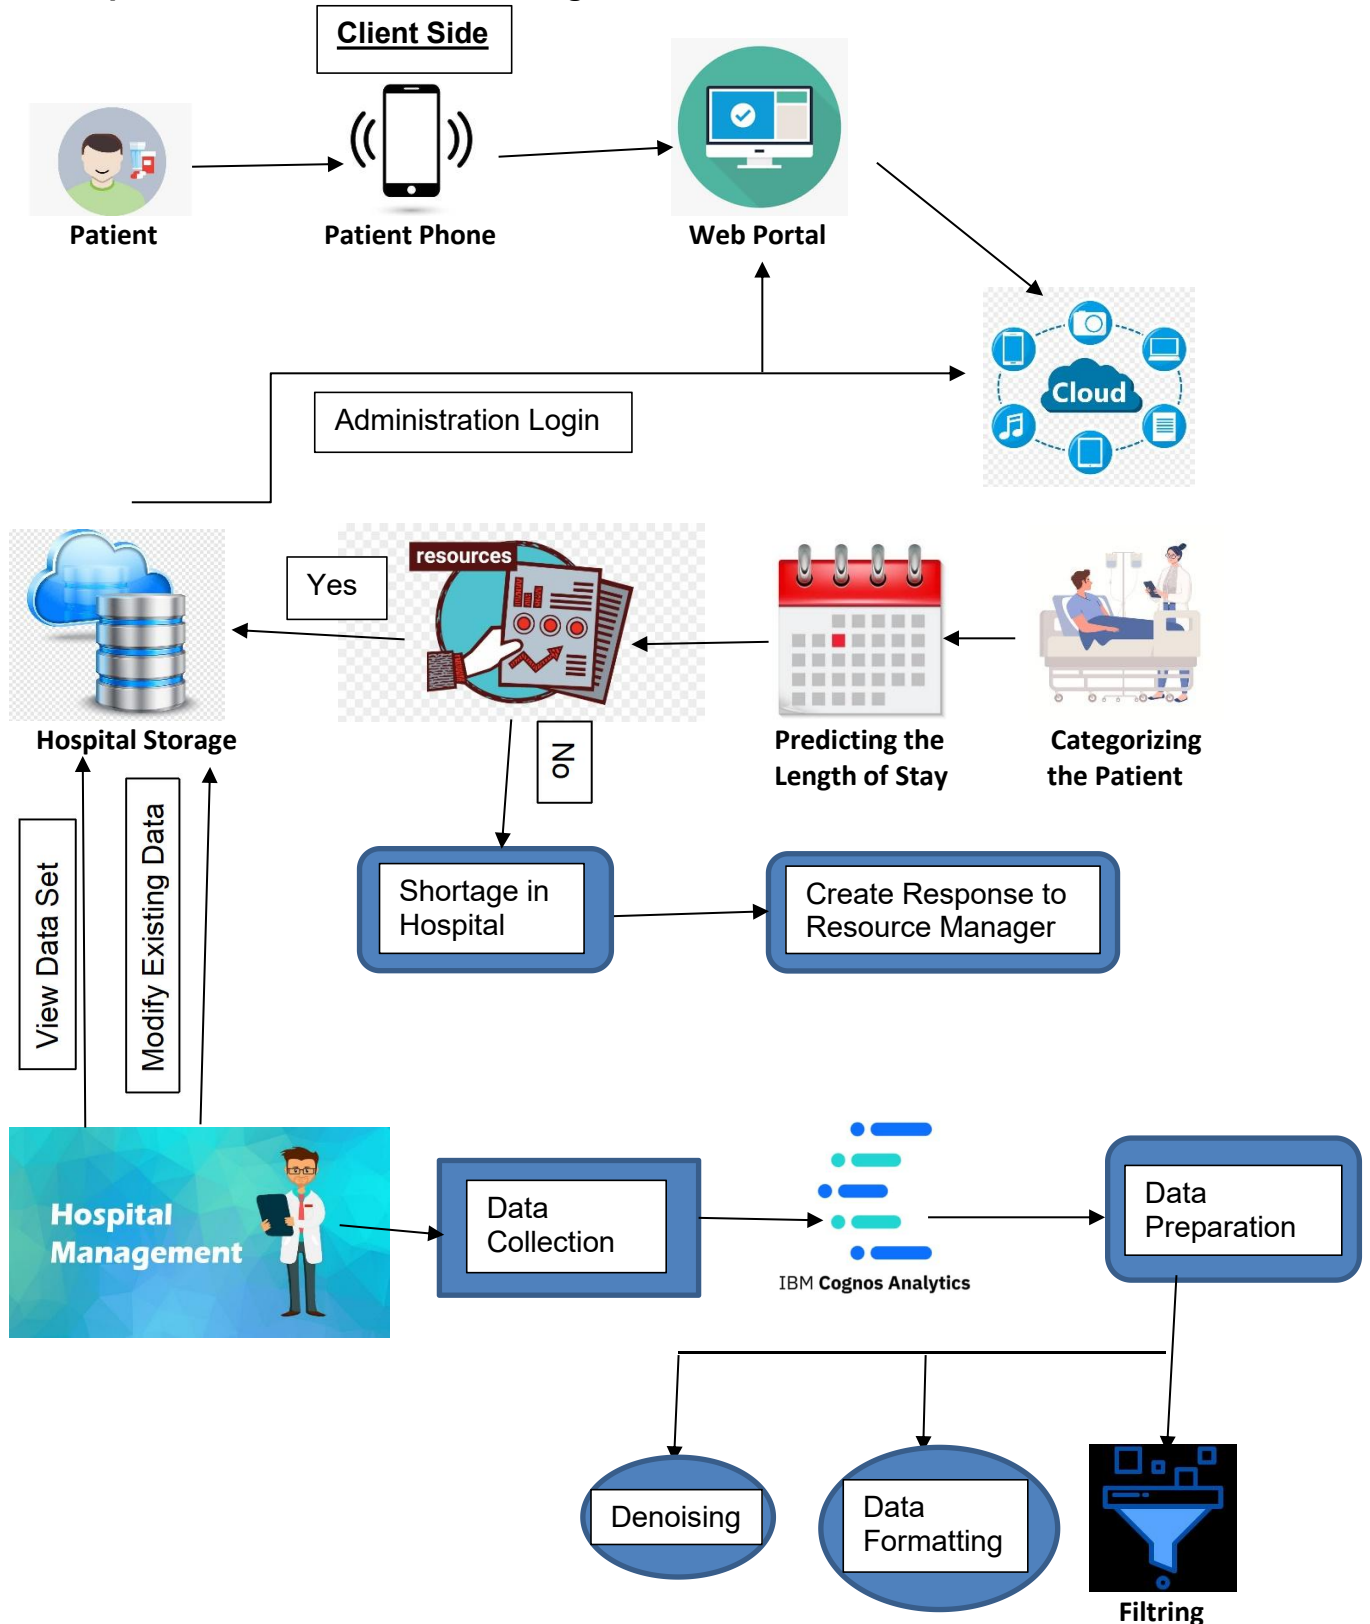 Client Side
Patient
Patient Phone
Web Portal
Cloud
Administration Login
resources
Yes
Hospital Storage
No
Predicting the
Length of Stay
Categorizing
the Patient
View Data Set
Modify Existing Data
Shortage in
Hospital
Create Response to
Resource Manager
Hospital
Management
Data
Collection
IBM Cognos Analytics
Data
Preparation
Denoising
Data
Formatting
Filtring